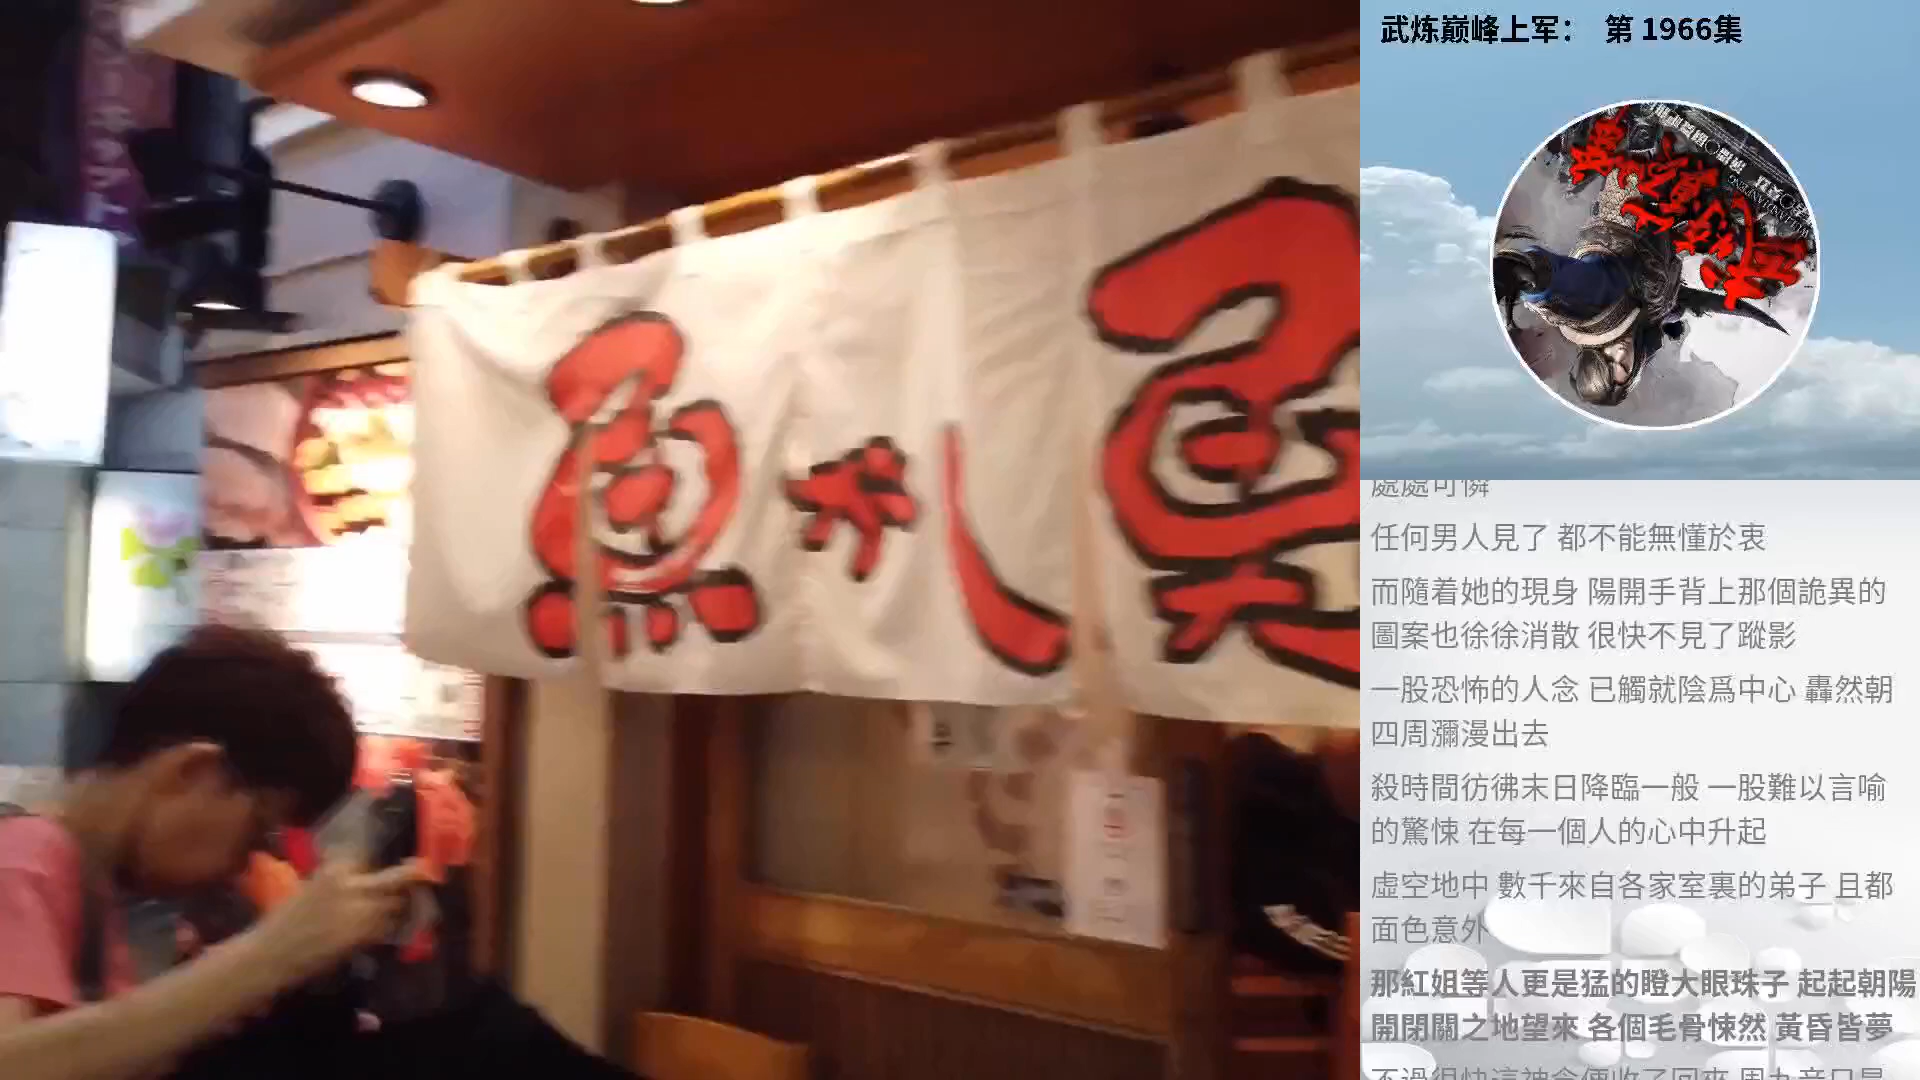 武炼巅峰上军： 第 1966集
魚がし
處處可憐
任何男人見了 都不能無懂於衷
而隨着她的現身 陽開手背上那個詭異的
圖案也徐徐消散 很快不見了蹤影
一股恐怖的人念 已觸就陰爲中心 轟然朝
四周瀰漫出去
殺時間彷彿末日降臨一般 一股難以言喻
的驚悚 在每一個人的心中升起
虛空地中 數千來自各家室裏的弟子 且都
面色意外
那紅姐等人更是猛的瞪大眼珠子 起起朝陽
開閉關之地望來 各個毛骨悚然 黃昏皆夢